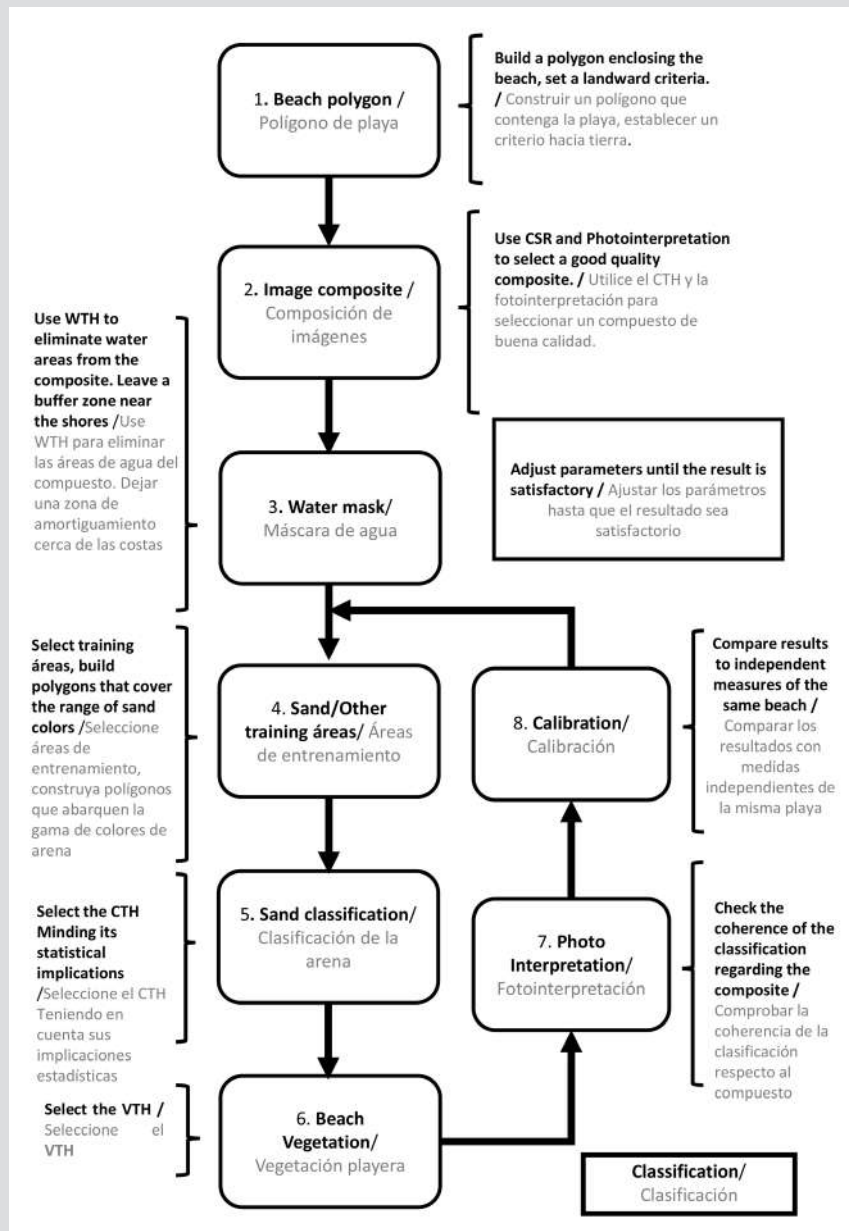 1. Beach polygon /
Polígono de playa
Build a polygon enclosing the
beach, set a landward criteria.
/ Construir un polígono que
contenga la playa, establecer un
criterio hacia tierra.
2. Image composite /
Composición de
imágenes
Use CSR and Photointerpretation
to select a good quality
composite. / Utilice el CTH y la
fotointerpretación para
seleccionar un compuesto de
buena calidad.
Use WTH to
eliminate water
areas from the
composite. Leave a
buffer zone near
the shores /Use
WTH para eliminar
las áreas de agua del
compuesto. Dejar
una zona de
amortiguamiento
cerca de las costas
3. Water mask/
Máscara de agua
Adjust parameters until the result is
satisfactory / Ajustar los parámetros
hasta que el resultado sea
satisfactorio
Select training
áreas, build
polygons that cover
the range of sand
colors /Seleccione
áreas de
entrenamiento,
construya polígonos
que abarquen la
gama de colores de
arena
4. Sand/Other
training áreas/ Áreas
de entrenamiento
8. Calibration/
Calibración
Compare results
to independent
measures of the
same beach /
Comparar los
resultados con
medidas
independientes de
la misma playa
Select the CTH
Minding its
statistical
implications
/Seleccione el CTH
Teniendo en
cuenta sus
implicaciones
estadísticas
5. Sand classification/
Clasificación de la
arena
7. Photo
Interpretation/
Fotointerpretación
Check the
coherence of the
classification
regarding the
composite /
Comprobar la
coherencia de la
clasificación
respecto al
compuesto
Select the VTH /
Seleccione el
VTH
6. Beach
Vegetation/
Vegetación playera
Classification/
Clasificación